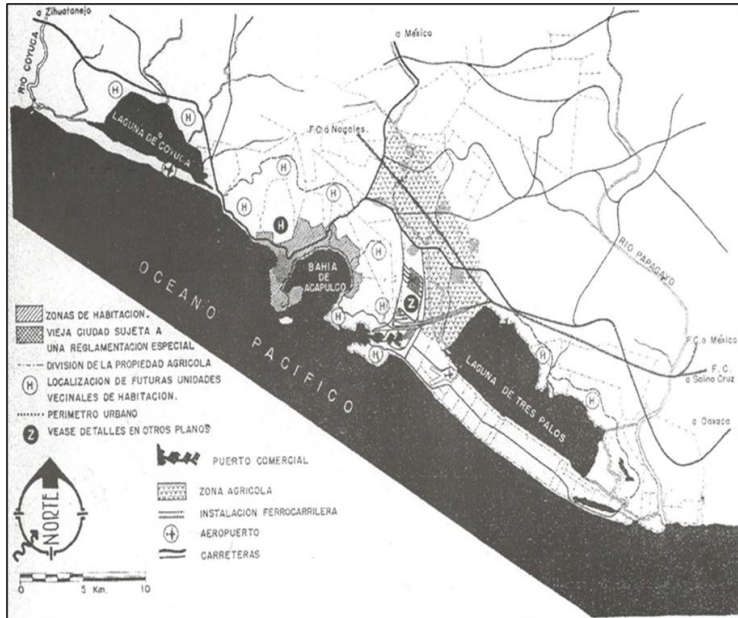 a Zihuatanejo
RIO COYUCA
LAGUNA D COYUCA
a México
F.C. a Nogales.
H
H
H
H
H
H
H
H
BAHIA
DE
ACAPULCO
Z
H
H
H
H
H
RIO PAPAGAYO
LAGUNA DE TRES PALOS
F.C. a México
F. C.
a Salina Cruz
a Oaxaca
OCEANO PACIFICO
ZONAS DE HABITACION.
VIEJA CIUDAD SUJETA A
UNA REGLAMENTACION ESPECIAL
DIVISION DE LA PROPIEDAD AGRICOLA
H LOCALIZACION DE FUTURAS UNIDADES
VECINALES DE HABITACION.
PERIMETRO URBANO
Z VEASE DETALLES EN OTROS PLANOS
PUERTO COMERCIAL
ZONA AGRICOLA
INSTALACION FERROCARRILERA
AEROPUERTO
CARRETERAS
NORTE
0 5 10
Km.